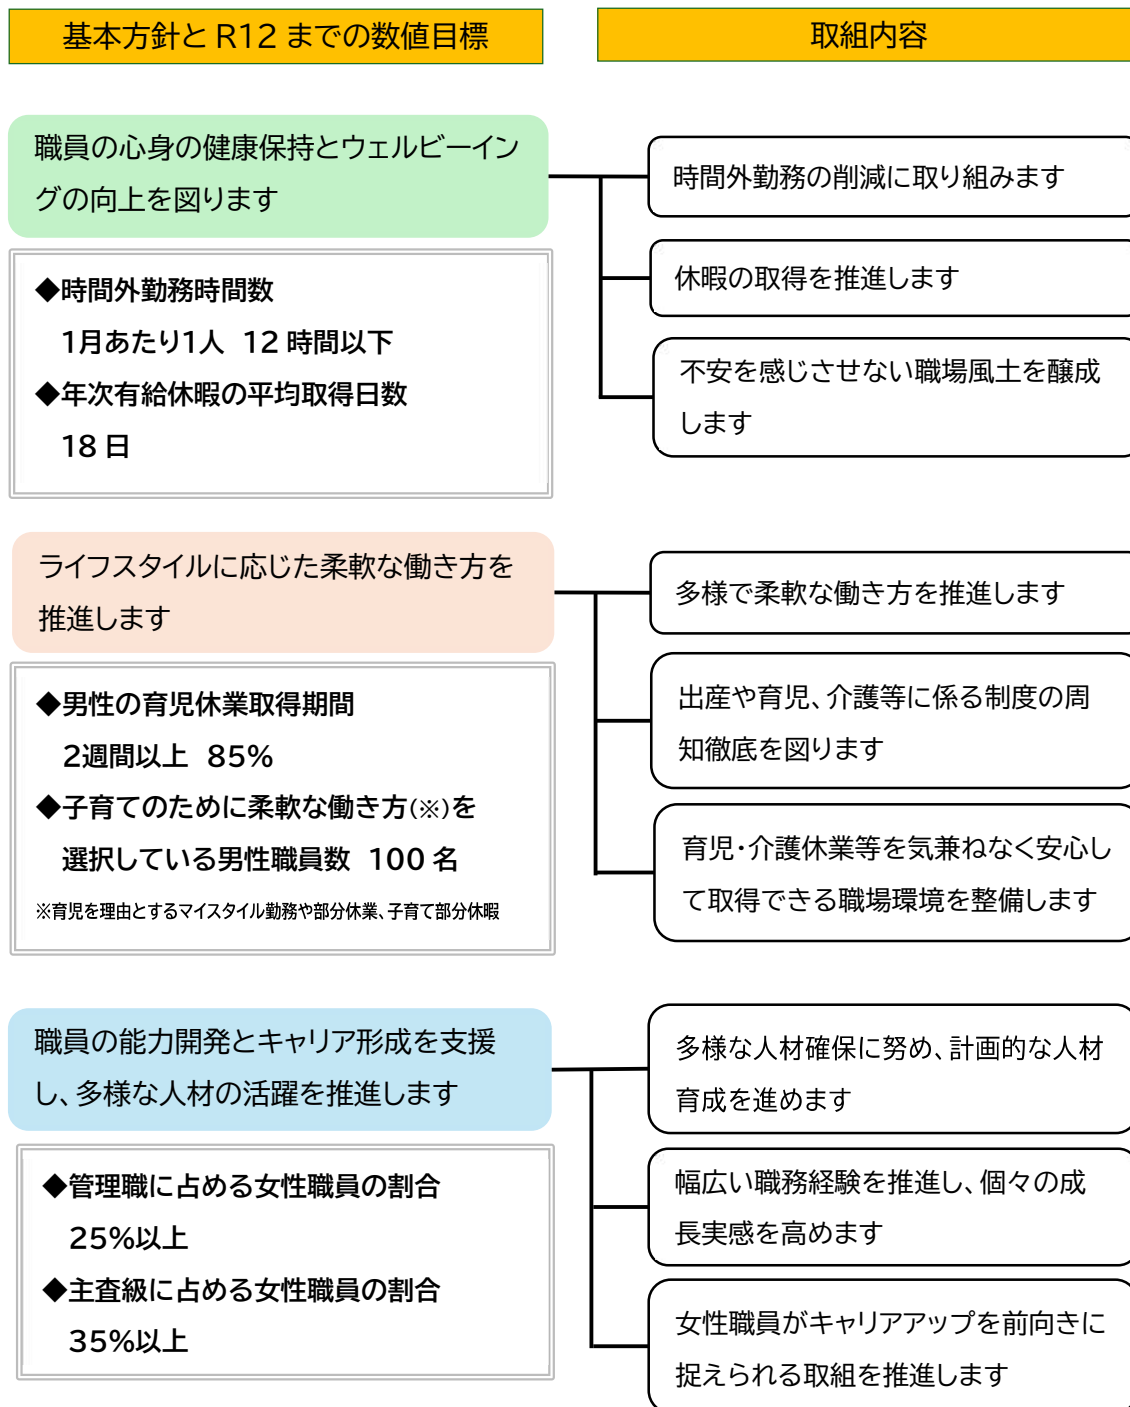 基本方針とR12までの数値目標
取組内容
職員の心身の健康保持とウェルビーイン
グの向上を図ります
◆時間外勤務時間数
1月あたり1人 12時間以下
◆年次有給休暇の平均取得日数
18日
時間外勤務の削減に取り組みます
休暇の取得を推進します
不安を感じさせない職場風土を醸成
します
ライフスタイルに応じた柔軟な働き方を
推進します
◆男性の育児休業取得期間
2週間以上 85%
◆子育てのために柔軟な働き方(※)を
選択している男性職員数 100名
※育児を理由とするマイスタイル勤務や部分休業、子育て部分休暇
多様で柔軟な働き方を推進します
出産や育児、介護等に係る制度の周
知徹底を図ります
育児・介護休業等を気兼ねなく安心し
て取得できる職場環境を整備します
職員の能力開発とキャリア形成を支援
し、多様な人材の活躍を推進します
◆管理職に占める女性職員の割合
25%以上
◆主査級に占める女性職員の割合
35%以上
多様な人材確保に努め、計画的な人材
育成を進めます
幅広い職務経験を推進し、個々の成
長実感を高めます
女性職員がキャリアアップを前向きに
捉えられる取組を推進します